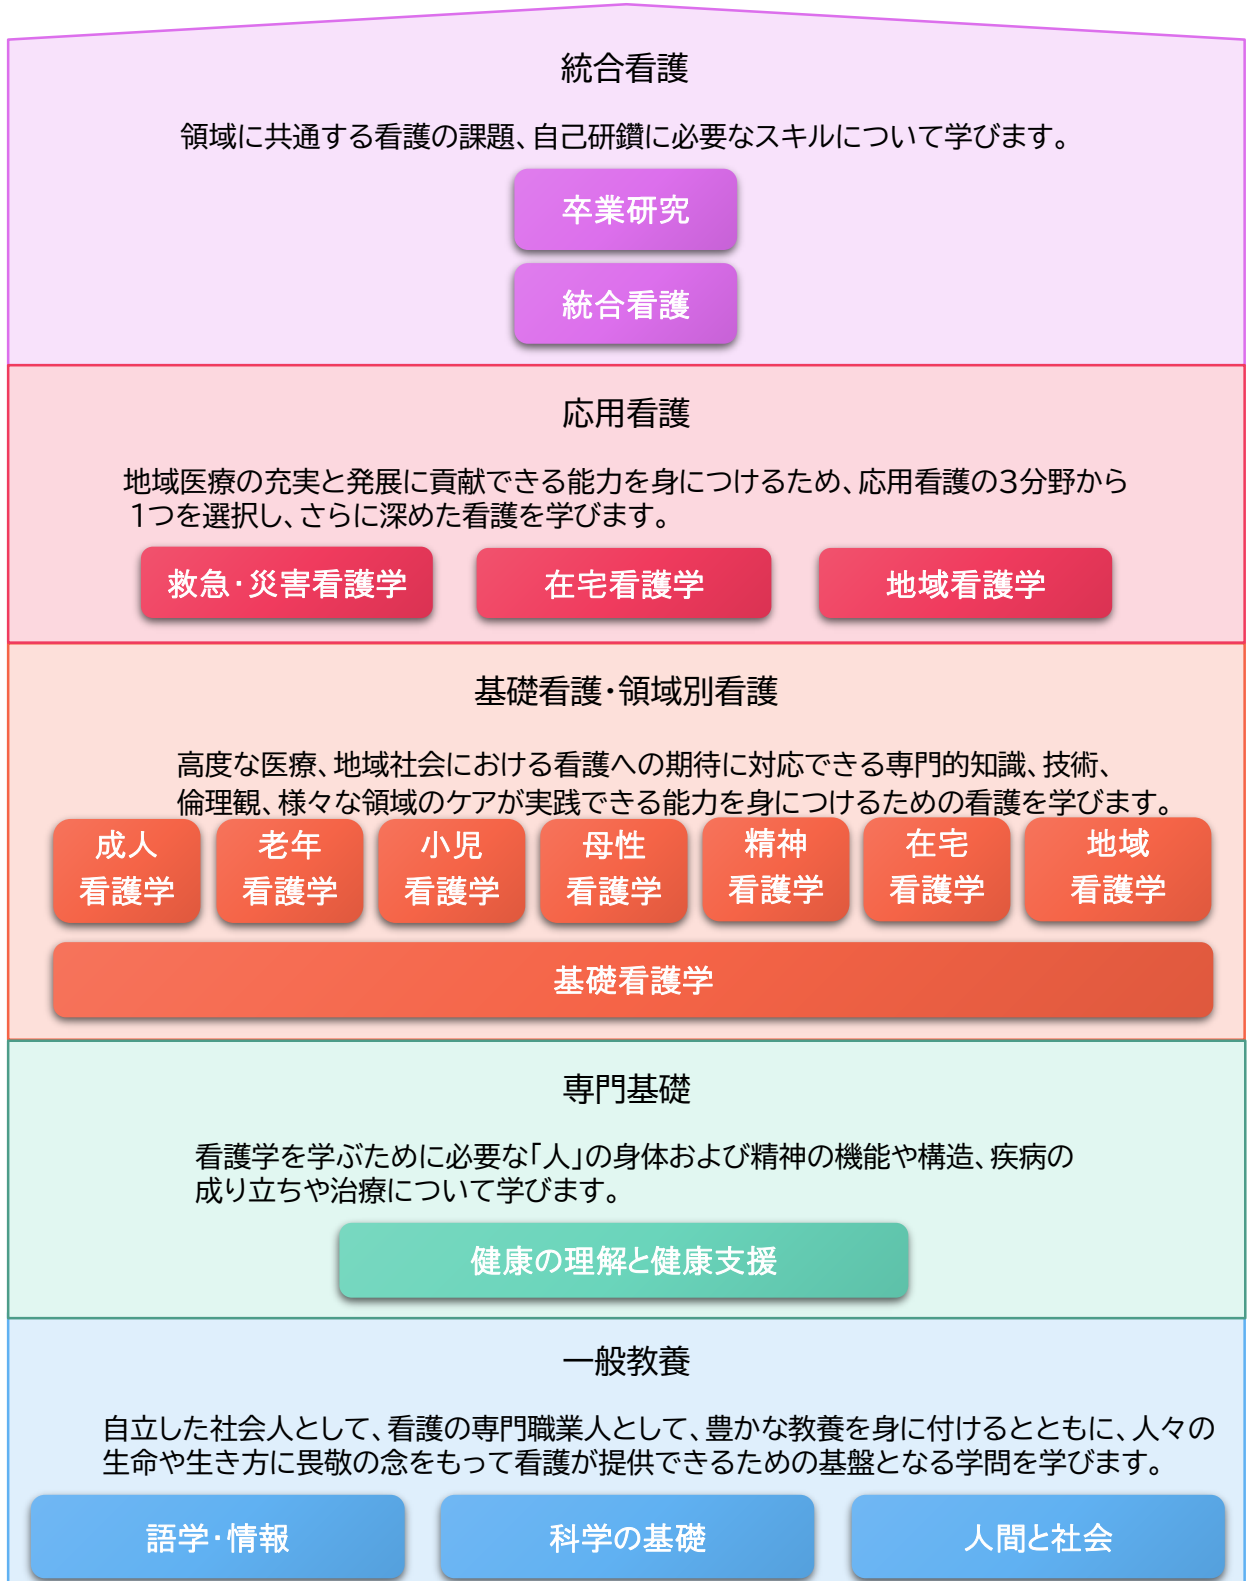 統合看護
領域に共通する看護の課題、自己研鑽に必要なスキルについて学びます。
卒業研究
統合看護
応用看護
地域医療の充実と発展に貢献できる能力を身につけるため、応用看護の3分野から
1つを選択し、さらに深めた看護を学びます。
救急・災害看護学
在宅看護学
地域看護学
基礎看護・領域別看護
高度な医療、地域社会における看護への期待に対応できる専門的知識、技術、
倫理観、様々な領域のケアが実践できる能力を身につけるための看護を学びます。
成人
看護学
老年
看護学
小児
看護学
母性
看護学
精神
看護学
在宅
看護学
地域
看護学
基礎看護学
専門基礎
看護学を学ぶために必要な「人」の身体および精神の機能や構造、疾病の
成り立ちや治療について学びます。
健康の理解と健康支援
一般教養
自立した社会人として、看護の専門職業人として、豊かな教養を身に付けるとともに、人々の
生命や生き方に畏敬の念をもって看護が提供できるための基盤となる学問を学びます。
語学・情報
科学の基礎
人間と社会